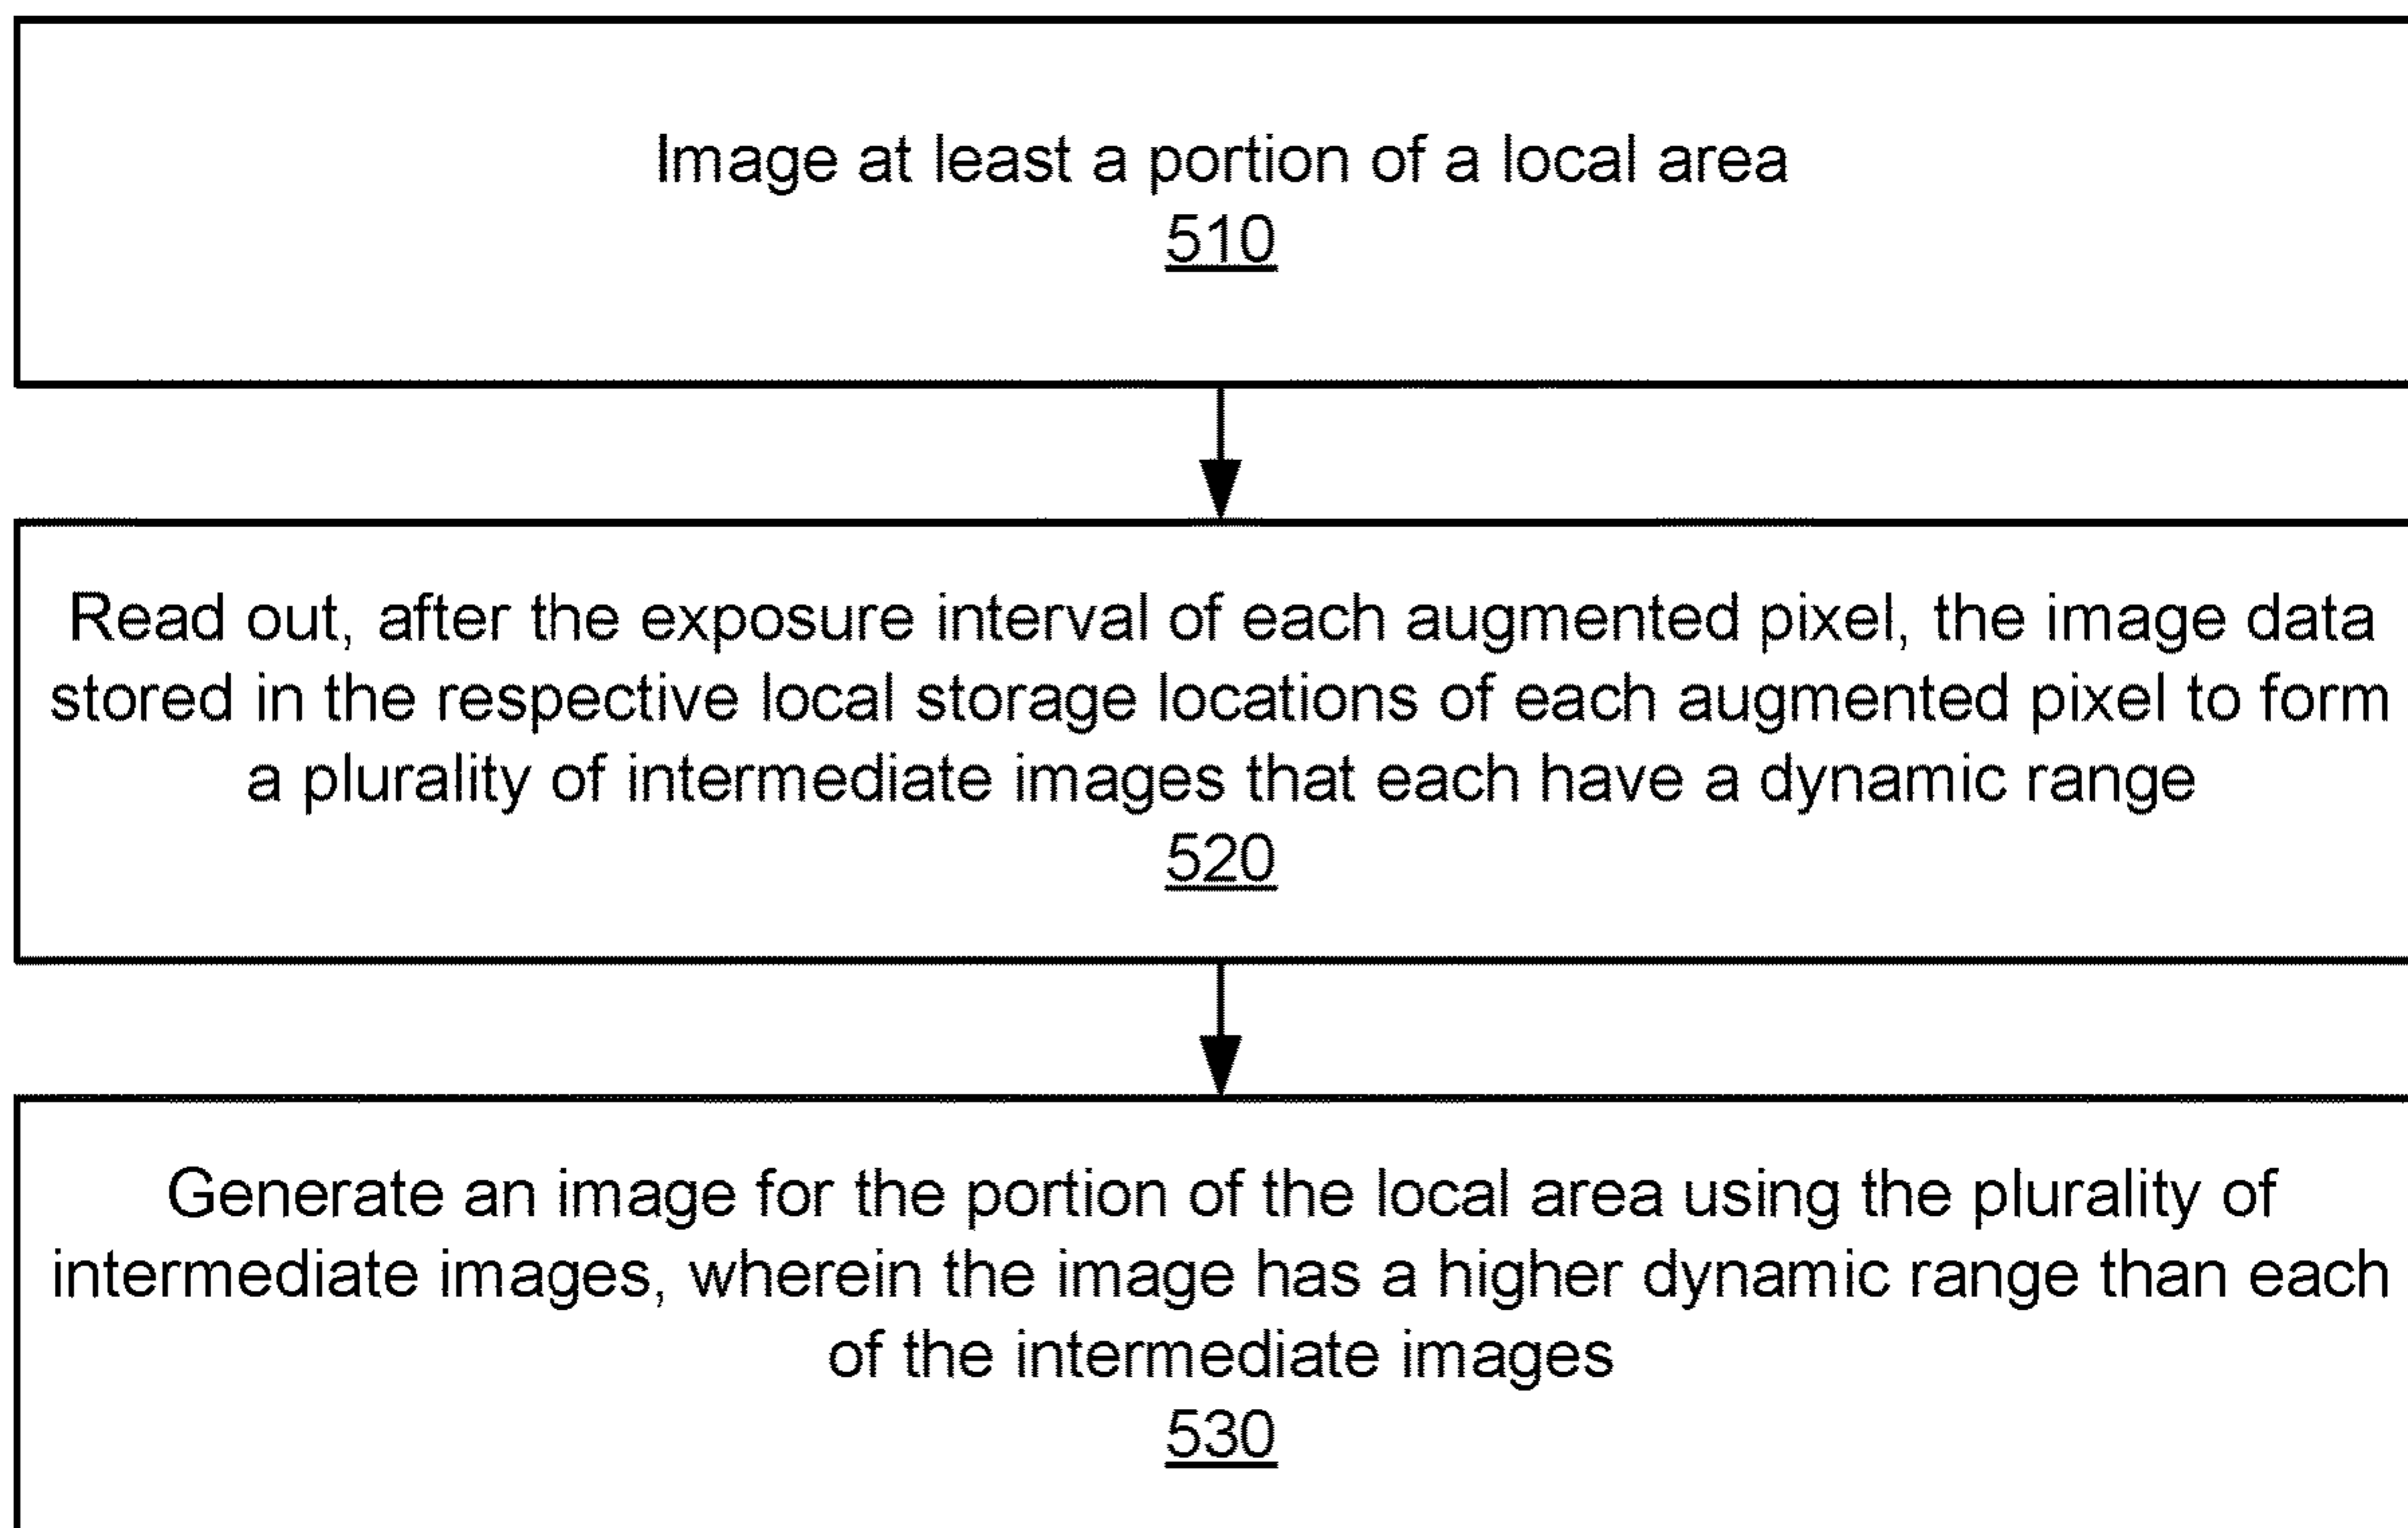 Image at least a portion of a local area
510
Read out, after the exposure interval of each augmented pixel, the image data
stored in the respective local storage locations of each augmented pixel to form
a plurality of intermediate images that each have a dynamic range
520
Generate an image for the portion of the local area using the plurality of
intermediate images, wherein the image has a higher dynamic range than each
of the intermediate images
530